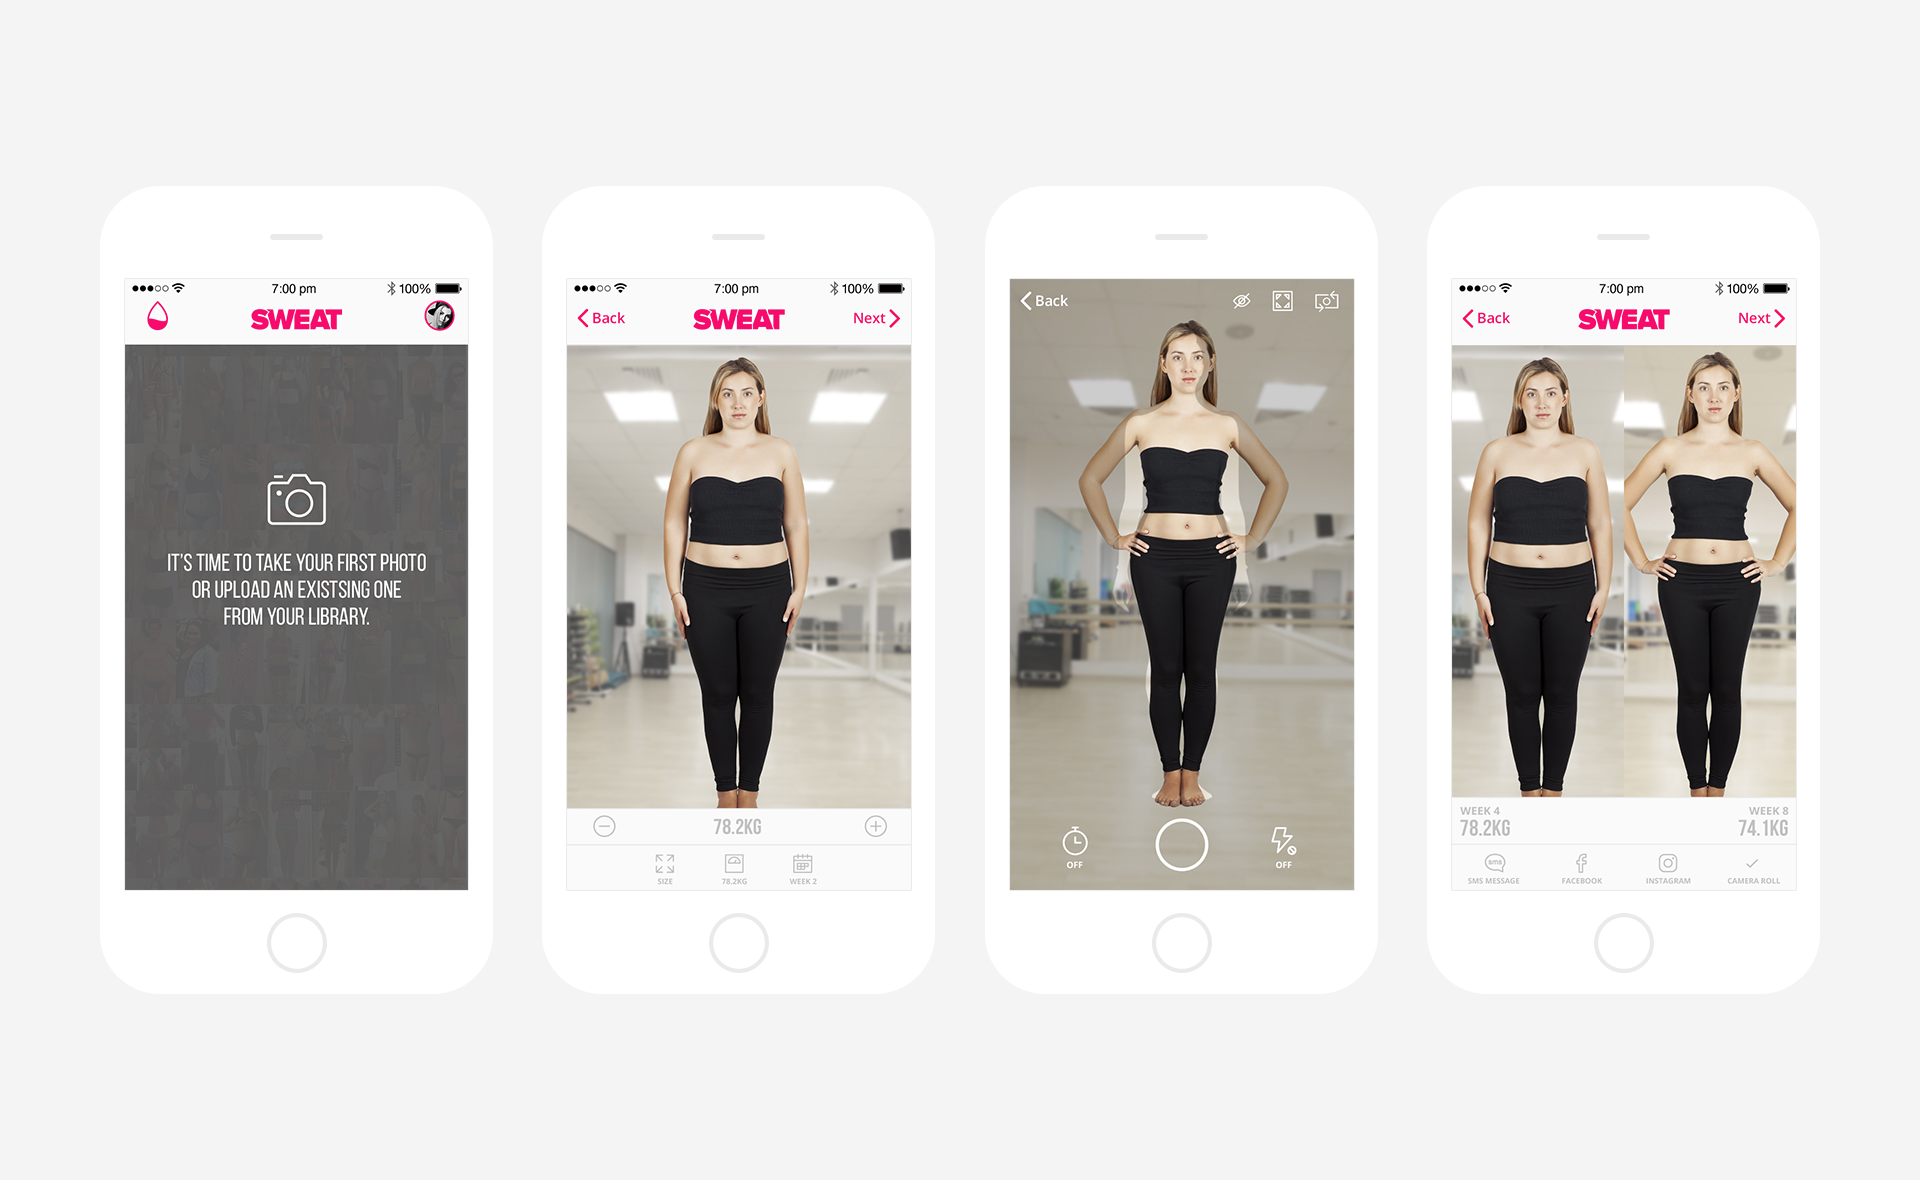 7:00 pm
100%
SWEAT
IT'S TIME TO TAKE YOUR FIRST PHOTO
OR UPLOAD AN EXISTSING ONE
FROM YOUR LIBRARY.
7:00 pm
100%
Back
SWEAT
Next
78.2KG
SIZE
78.2KG
WEEK 2
Back
OFF
OFF
7:00 pm
100%
Back
SWEAT
Next
WEEK 4
WEEK 8
78.2KG
74.1KG
sms
SMS MESSAGE
FACEBOOK
INSTAGRAM
CAMERA ROLL